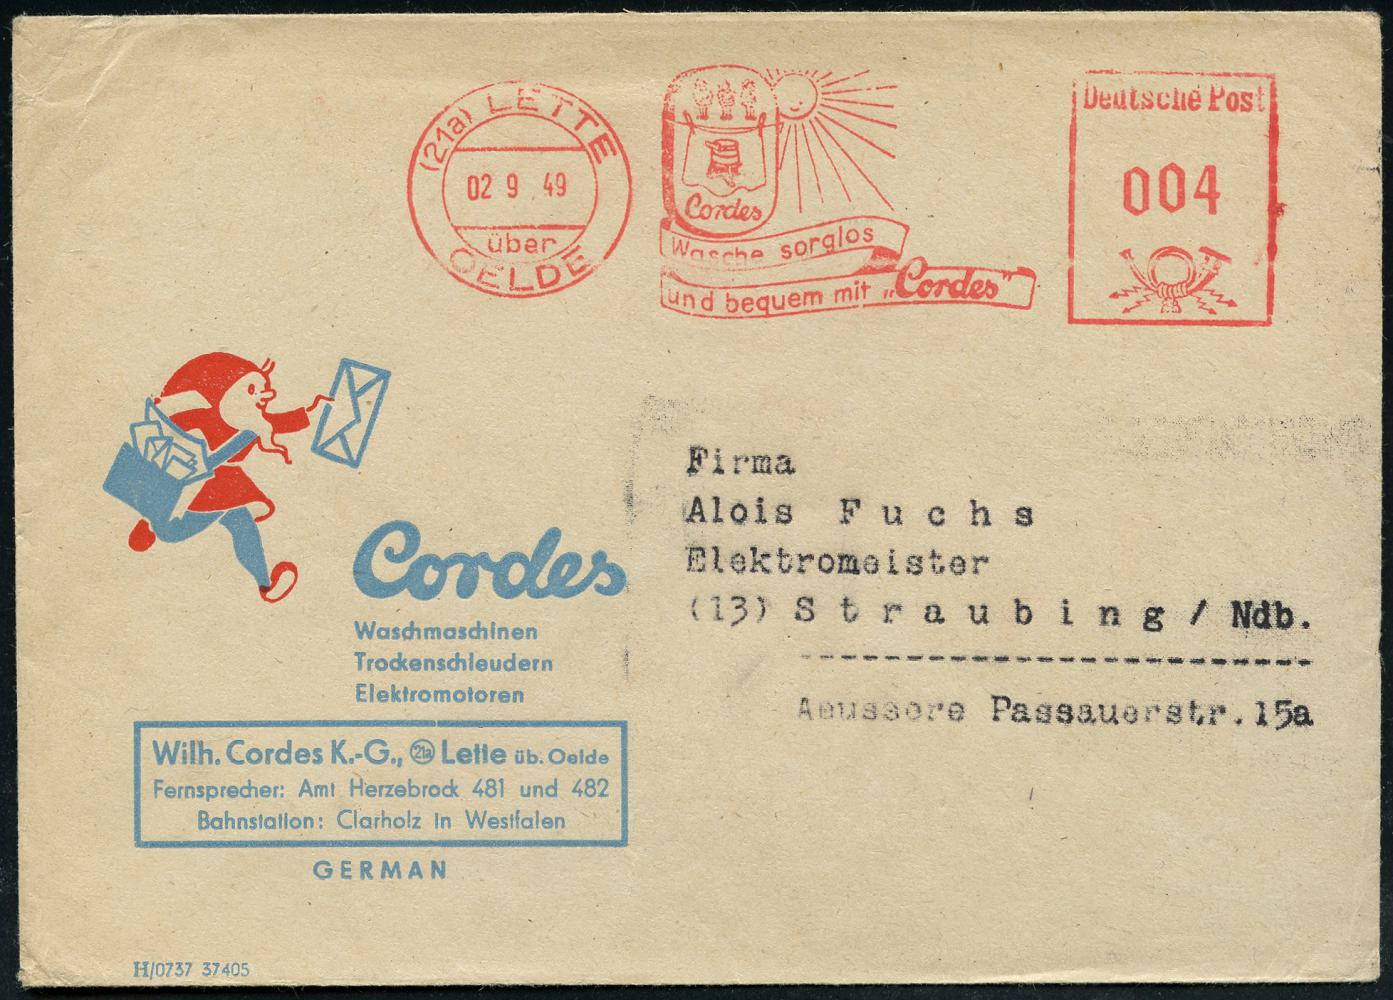 (21a) LETTE
02 9 49
über
OELDE
Cordes
Wasche sorglos
und bequem mit „Cordes"
Deutsche Post
004
Firma
Alois Fuchs
Elektromeister
(13) Straubing / Ndb.
Aeussere Passauerstr.15a
Cordes
Waschmaschinen
Trockenschleudern
Elektromotoren
Wilh. Cordes K.-G., 21a Lette üb. Oelde
Fernsprecher: Amt Herzebrock 481 und 482
Bahnstation: Clarholz in Westfalen
GERMAN
H/0737 37405